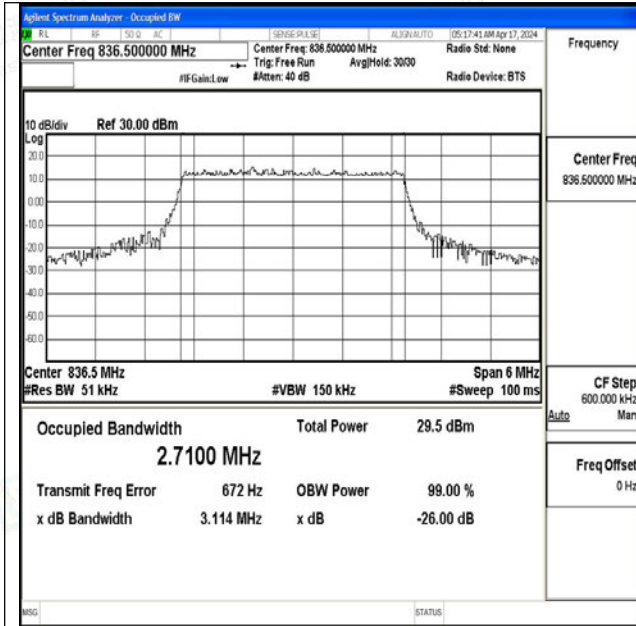 Agilent Spectrum Analyzer - Occupied BW
RL RF 50 Ω AC SENSE:PULSE ALIGNAUTO 05:17:41 AM Apr 17, 2024
Center Freq 836.500000 MHz
Center Freq: 836.500000 MHz
Radio Std: None
Trig: Free Run Avg|Hold: 30/30
#IFGain:Low #Atten: 40 dB Radio Device: BTS
Frequency
10 dB/div Ref 30.00 dBm
Log
20.0
10.0
0.00
-10.0
-20.0
-30.0
-40.0
-50.0
-60.0
Center 836.5 MHz Span 6 MHz
#Res BW 51 kHz #VBW 150 kHz #Sweep 100 ms
Occupied Bandwidth Total Power 29.5 dBm
2.7100 MHz
Transmit Freq Error 672 Hz OBW Power 99.00 %
x dB Bandwidth 3.114 MHz x dB -26.00 dB
Center Freq
836.500000 MHz
CF Step
600.000 kHz
Auto Man
Freq Offset
0 Hz
MSG STATUS